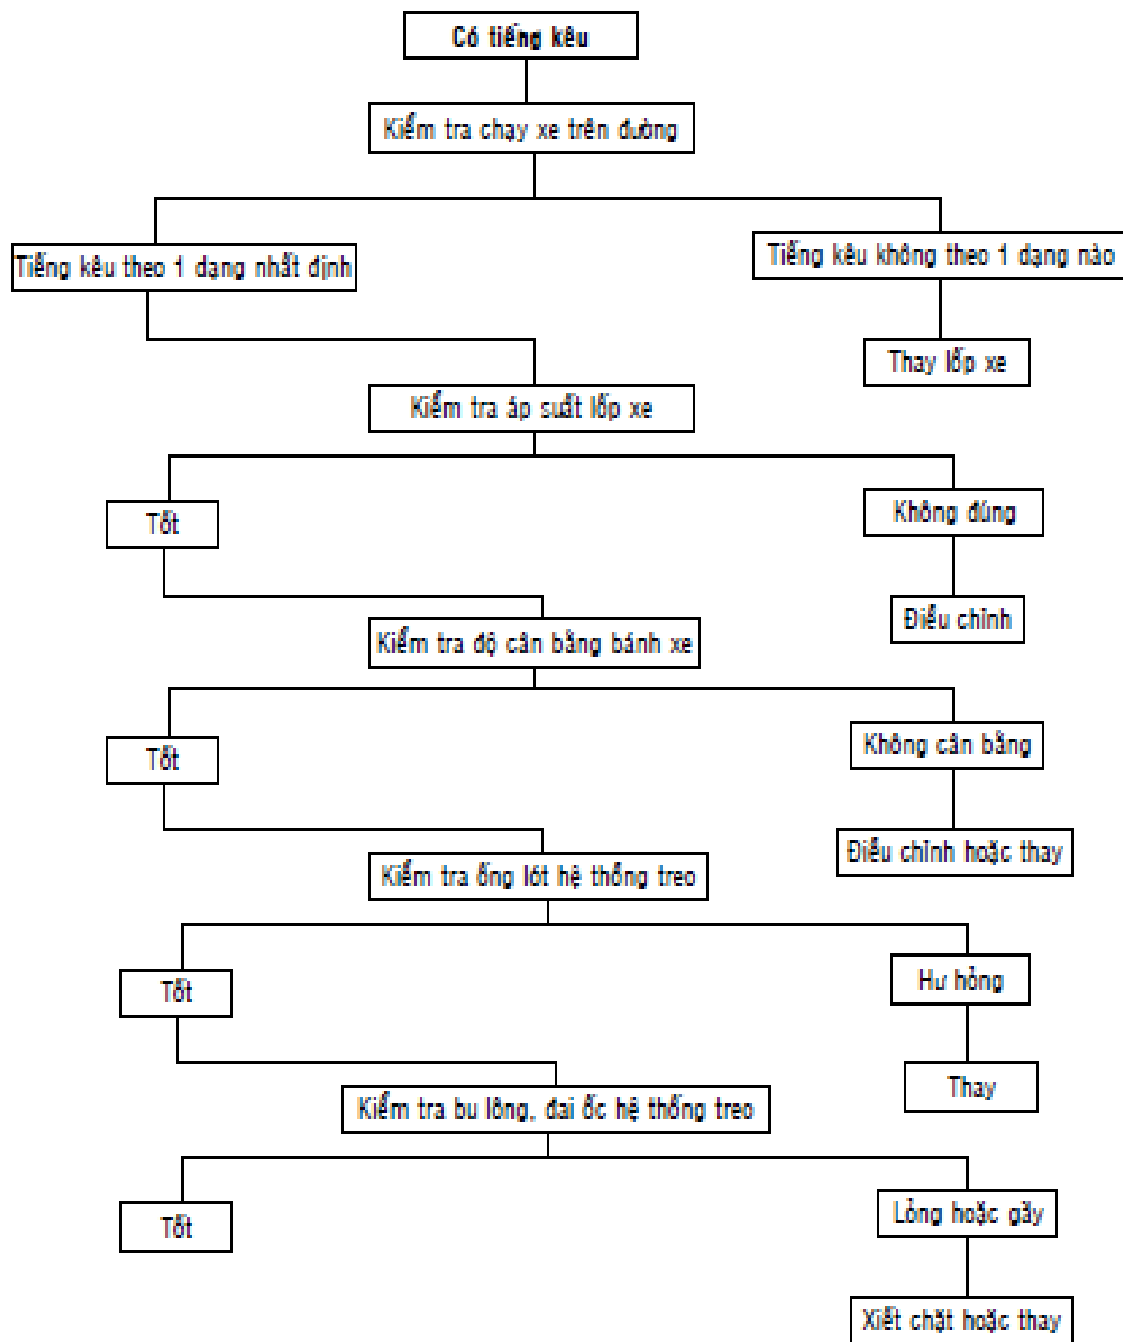 Có tiếng kêu
Kiểm tra chạy xe trên đường
Tiếng kêu theo 1 dạng nhất định
Tiếng kêu không theo 1 dạng nào
Thay lốp xe
Kiểm tra áp suất lốp xe
Tốt
Không đúng
Điều chỉnh
Kiểm tra độ cân bằng bánh xe
Tốt
Không cân bằng
Điều chỉnh hoặc thay
Kiểm tra ống lót hệ thống treo
Tốt
Hư hỏng
Thay
Kiểm tra bu lông, đai ốc hệ thống treo
Tốt
Lỏng hoặc gãy
Xiết chặt hoặc thay